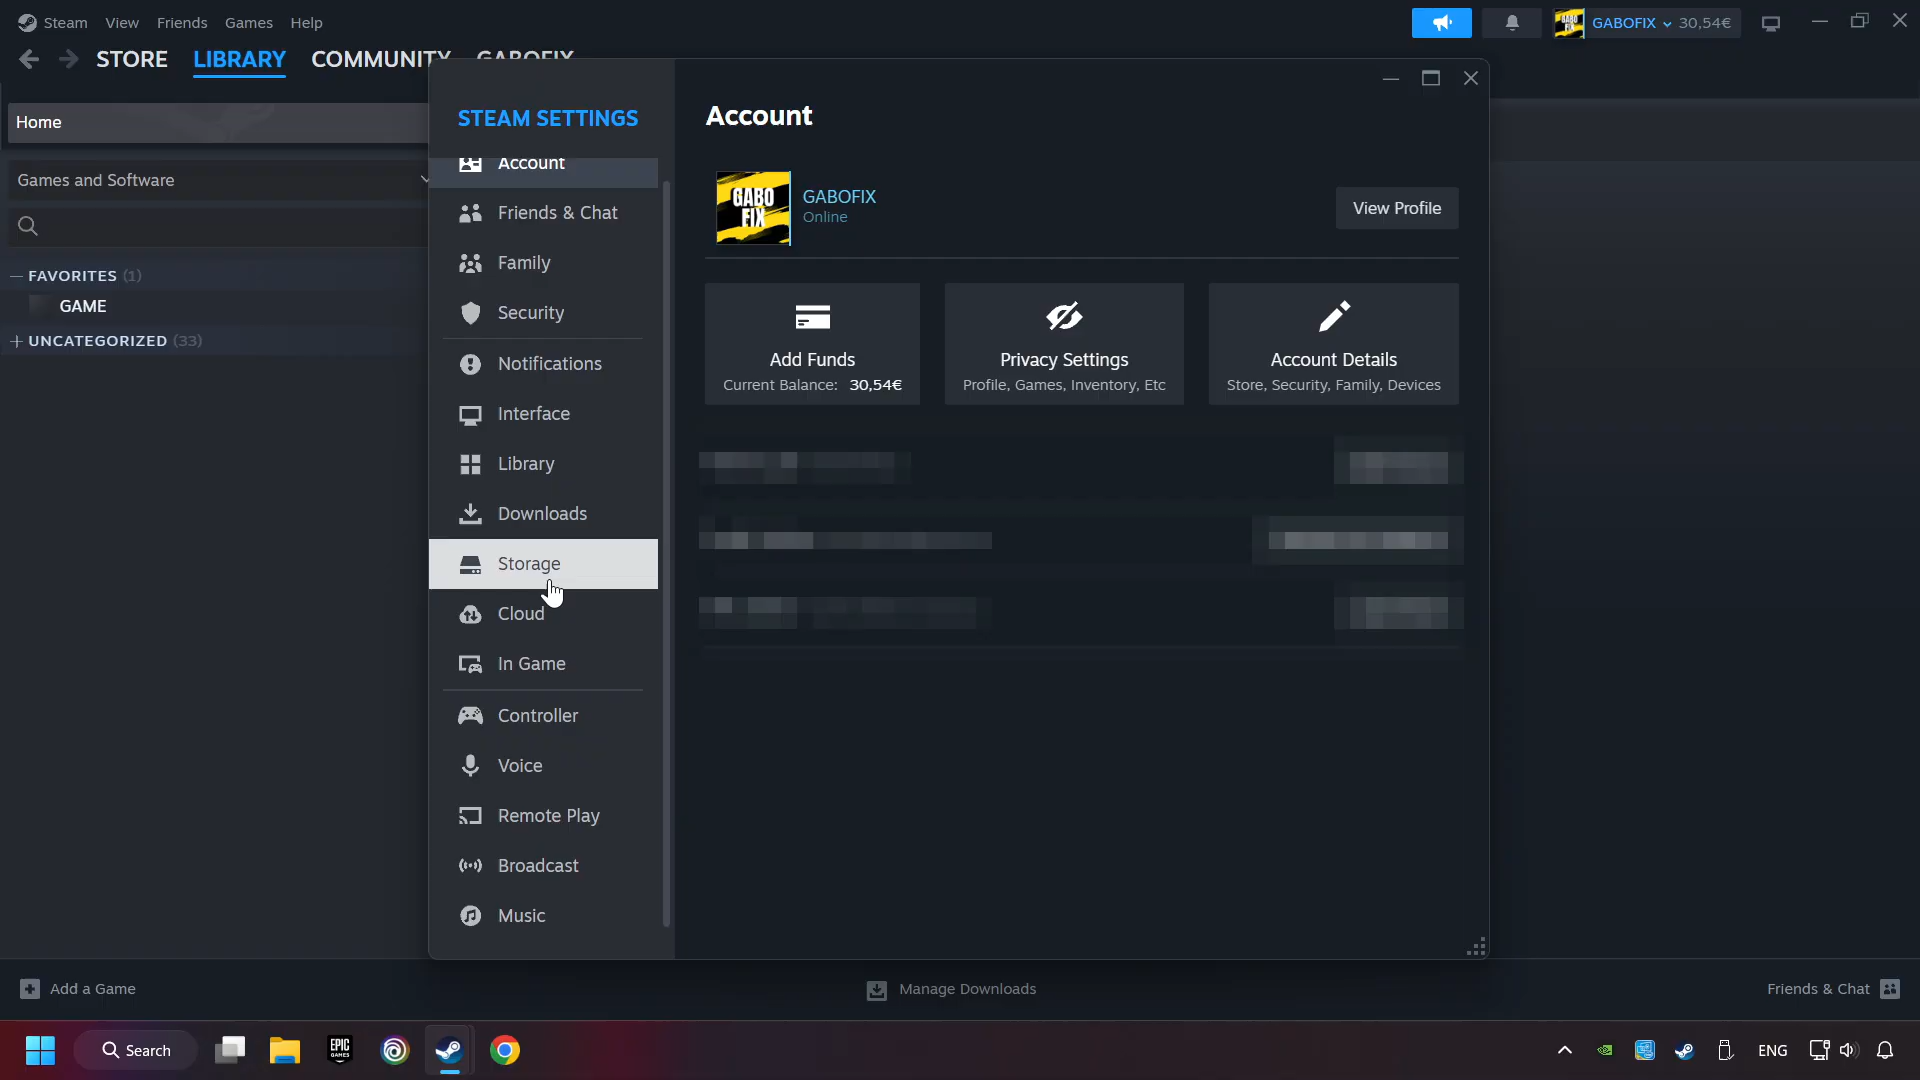 Steam View Friends Games Help
GABOFIX 30,54€
STORE LIBRARY COMMUNITY GABOFIX
Home
Games and Software
FAVORITES (1)
GAME
UNCATEGORIZED (33)
STEAM SETTINGS
Account
Friends & Chat
Family
Security
Notifications
Interface
Library
Downloads
Storage
Cloud
In Game
Controller
Voice
Remote Play
Broadcast
Music
Account
GABO
FIX
GABOFIX
Online
View Profile
Add Funds
Current Balance: 30,54€
Privacy Settings
Profile, Games, Inventory, Etc
Account Details
Store, Security, Family, Devices
Add a Game
Manage Downloads
Friends & Chat
Search
EPIC
GAMES
ENG